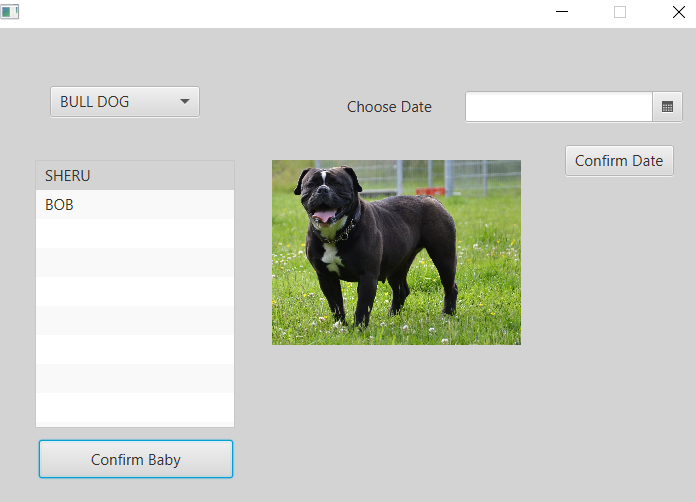 BULL DOG
Choose Date
Confirm Date
SHERU
BOB
Confirm Baby